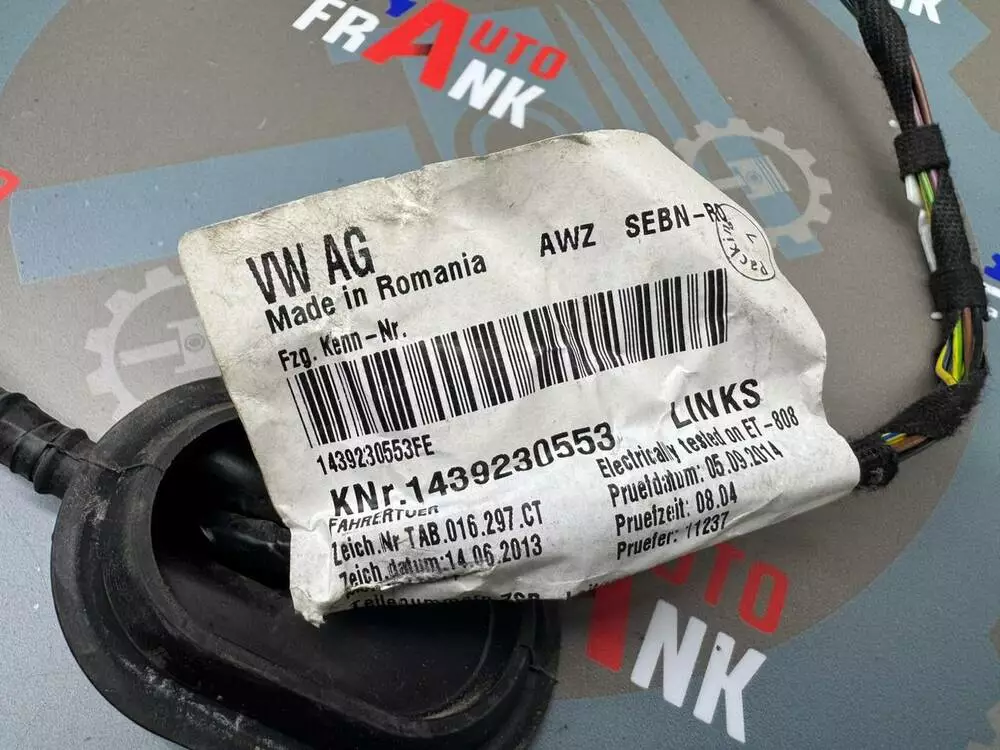 AUTO
FRANK
NK
VW AG
Made in Romania
AWZ SEBN-RO
Fzg. Kenn-Nr.
1439230553FE
KNr.1439230553
LINKS
FAHRERTUER
Zeich.Nr TAB.016.297.CT
Zeich.datum:14.06.2013
Electrically tested on ET-808
Pruefdatum: 05.09.2014
Pruefzeit: 08.04
Pruefer: 11237
AUTO
NK